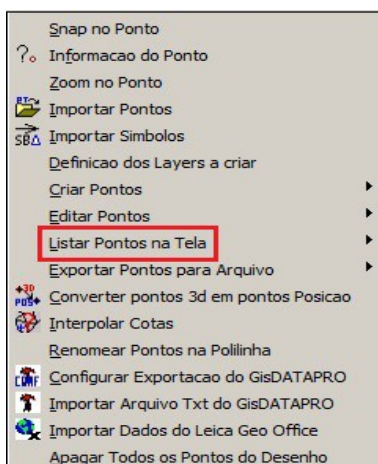 Snap no Ponto
Informacao do Ponto
Zoom no Ponto
Importar Pontos
Importar Simbolos
Definicao dos Layers a criar
Criar Pontos
Editar Pontos
Listar Pontos na Tela
Exportar Pontos para Arquivo
Converter pontos 3d em pontos Posicao
Interpolar Cotas
Renomear Pontos na Polilinha
Configurar Exportacao do GisDATAPRO
Importar Arquivo Txt do GisDATAPRO
Importar Dados do Leica Geo Office
Apagar Todos os Pontos do Desenho